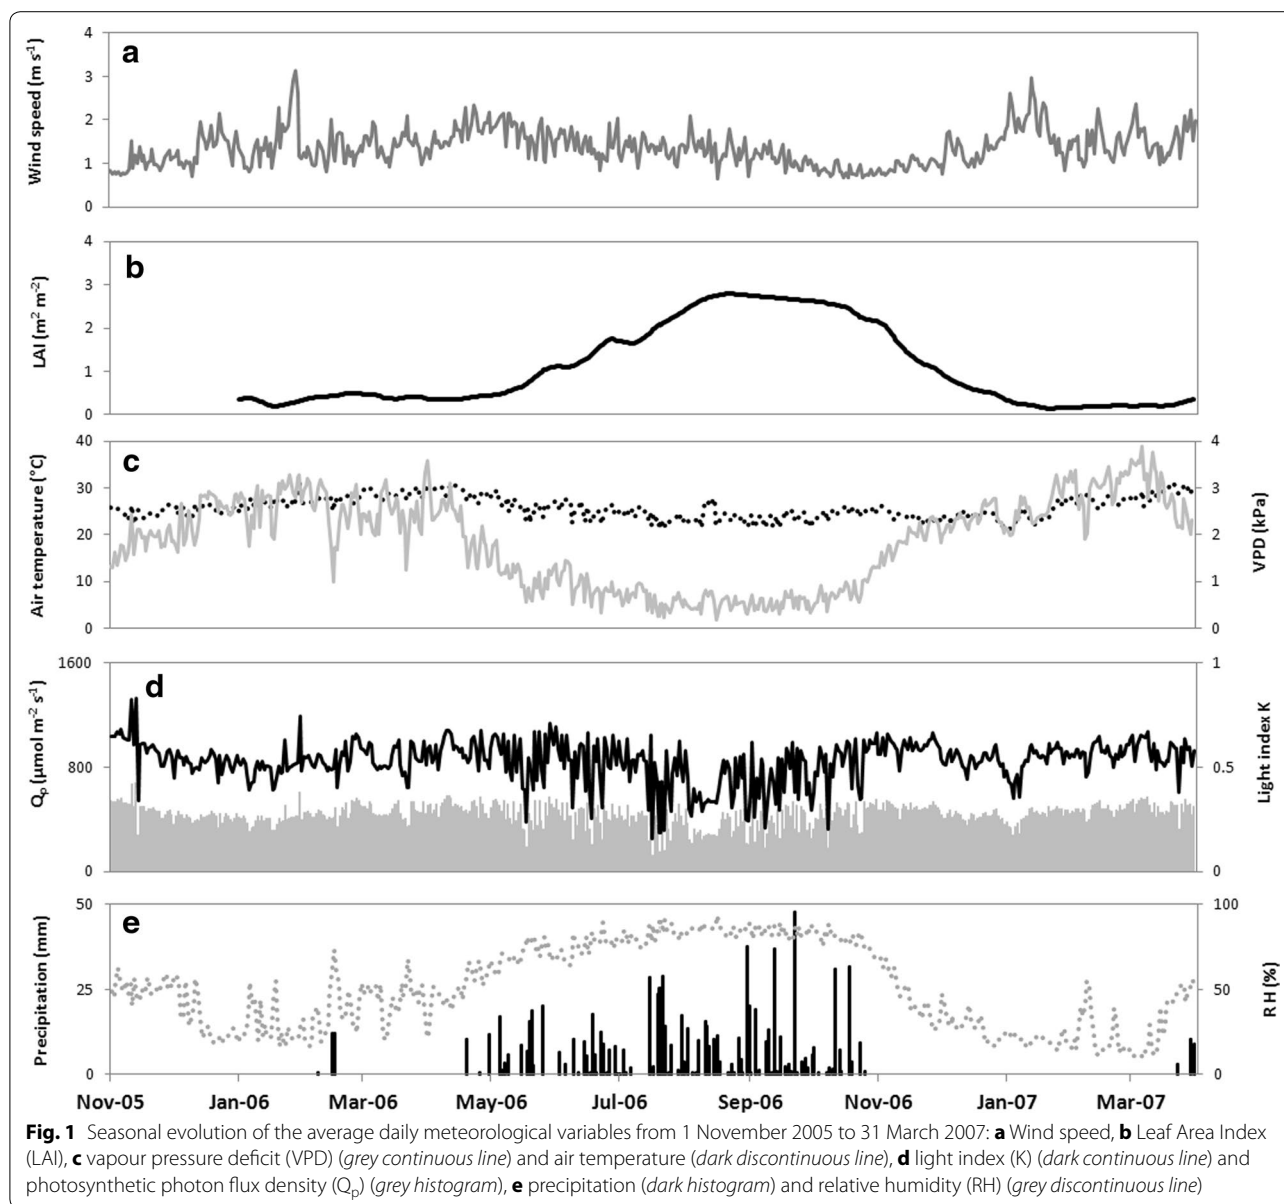 a
Wind speed (m s-1)
4
3
2
1
0
b
LAI (m2 m-2)
4
3
2
1
0
c
Air temperature (°C)
40
30
20
10
0
4
3
2
1
0
VPD (kPa)
d
Qp (µmol m-2 s-1)
1600
800
0
1
0.5
0
Light index K
e
Precipitation (mm)
50
25
0
100
50
0
RH (%)
Nov-05 Jan-06 Mar-06 May-06 Jul-06 Sep-06 Nov-06 Jan-07 Mar-07
Fig. 1 Seasonal evolution of the average daily meteorological variables from 1 November 2005 to 31 March 2007: a Wind speed, b Leaf Area Index
(LAI), c vapour pressure deficit (VPD) (grey continuous line) and air temperature (dark discontinuous line), d light index (K) (dark continuous line) and
photosynthetic photon flux density (Qp) (grey histogram), e precipitation (dark histogram) and relative humidity (RH) (grey discontinuous line)